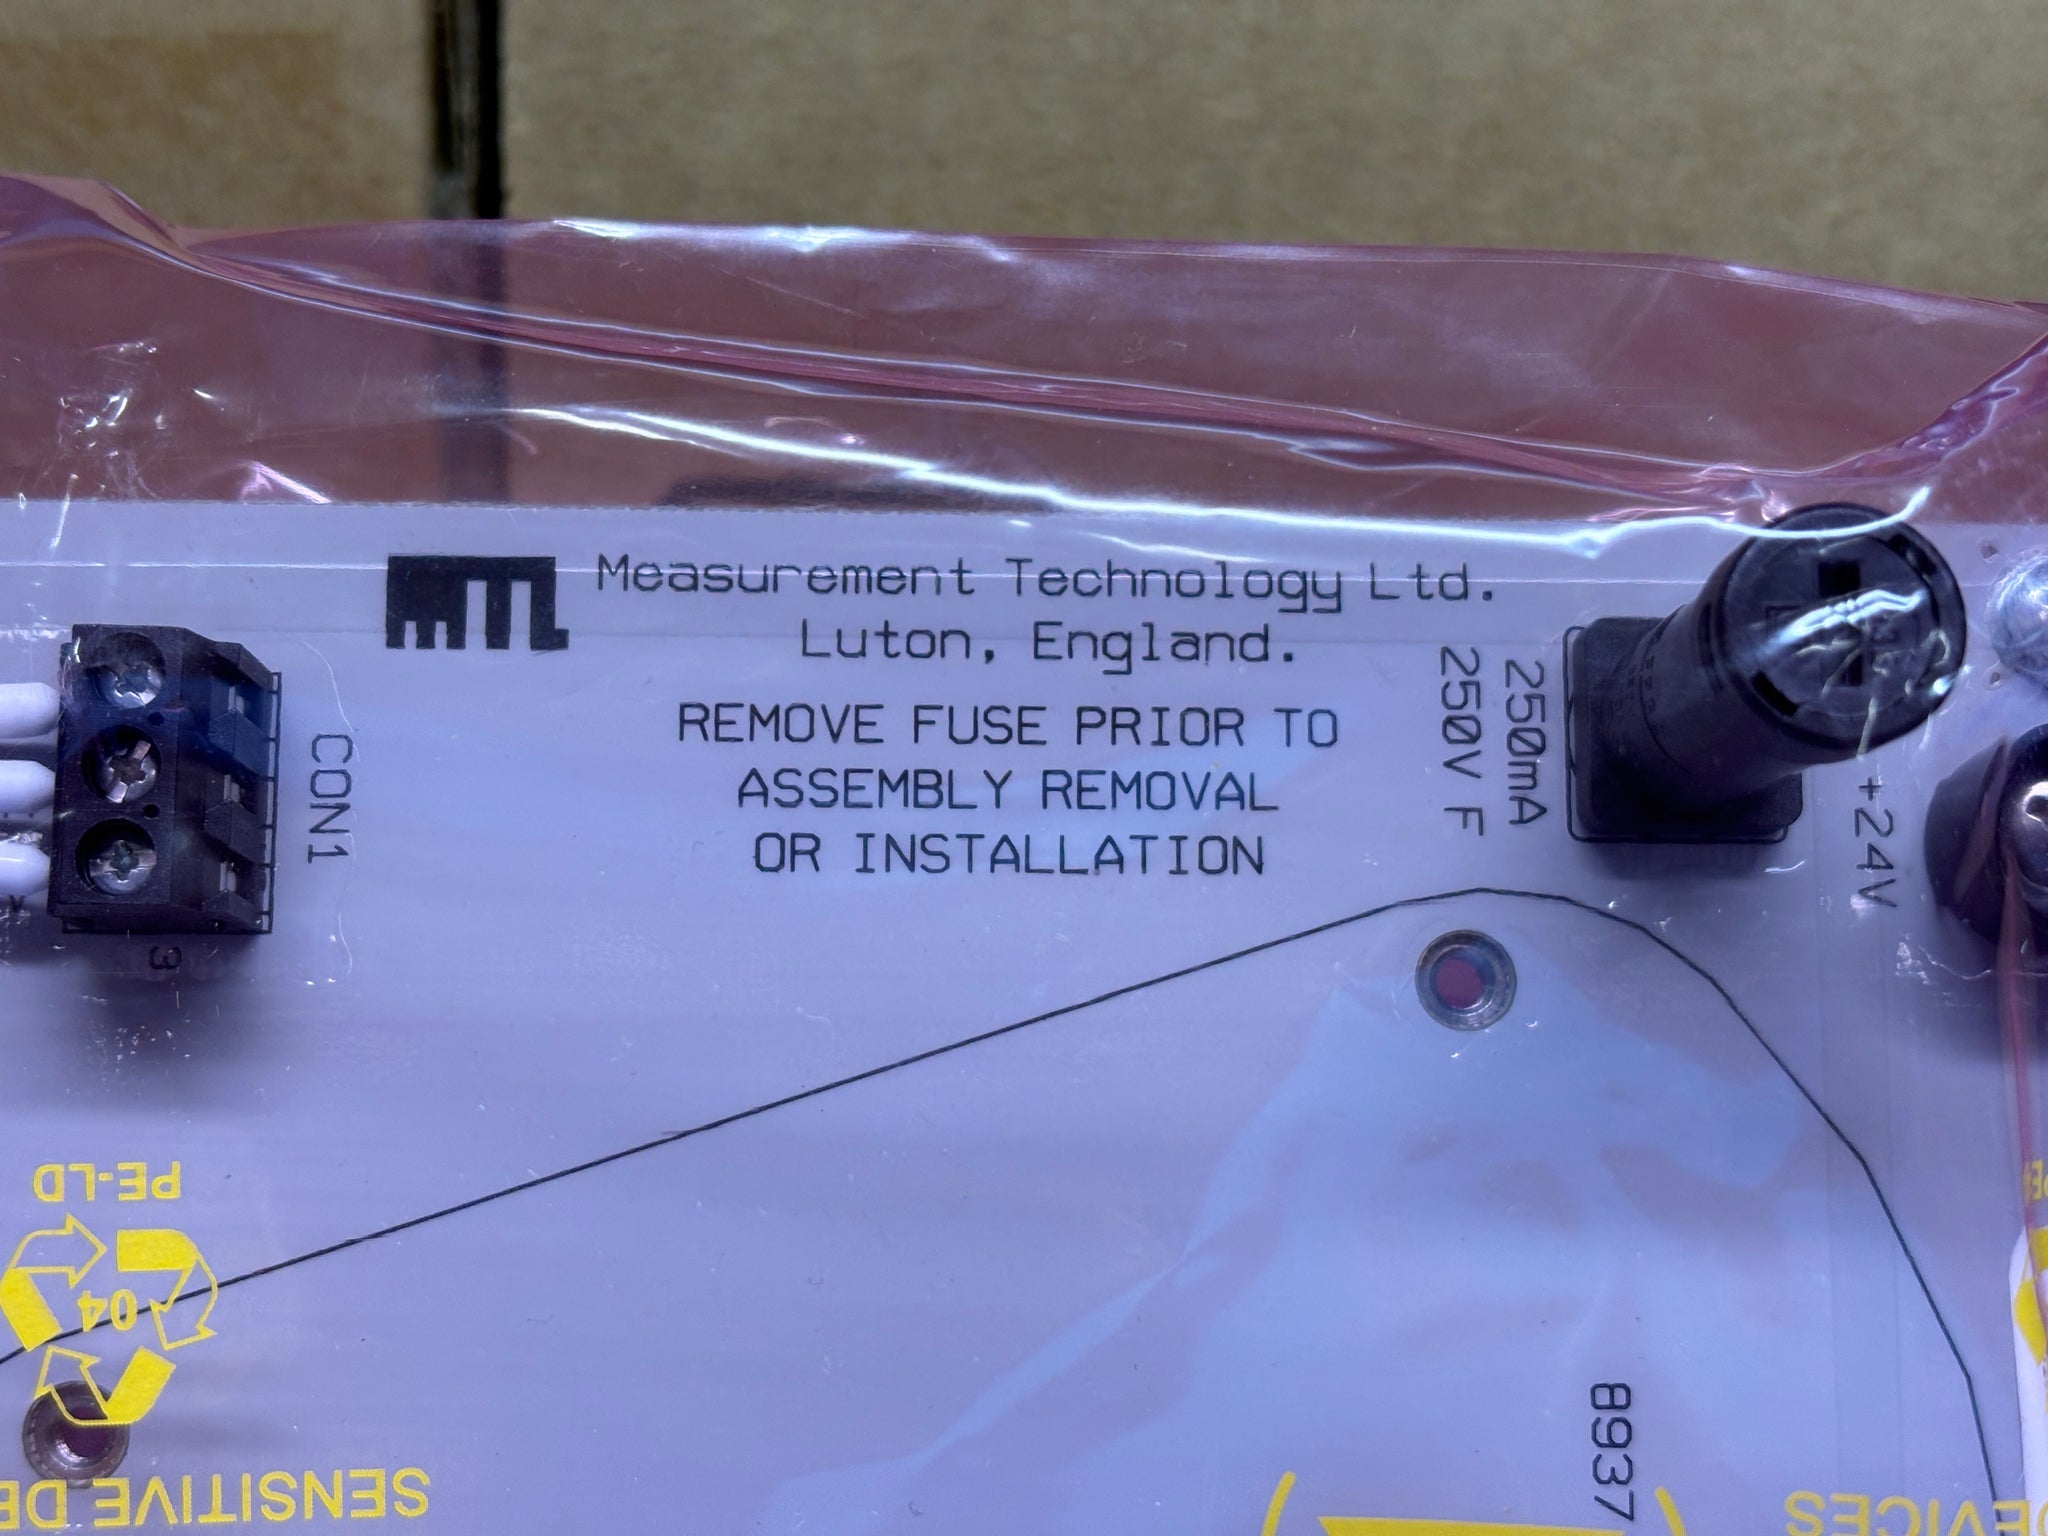 MTL
Measurement Technology Ltd.
Luton, England.
REMOVE FUSE PRIOR TO
ASSEMBLY REMOVAL
OR INSTALLATION
250mA
250V F
+24V
CON1
3
PE-LD
04
SENSITIVE DE
8937
EVICES